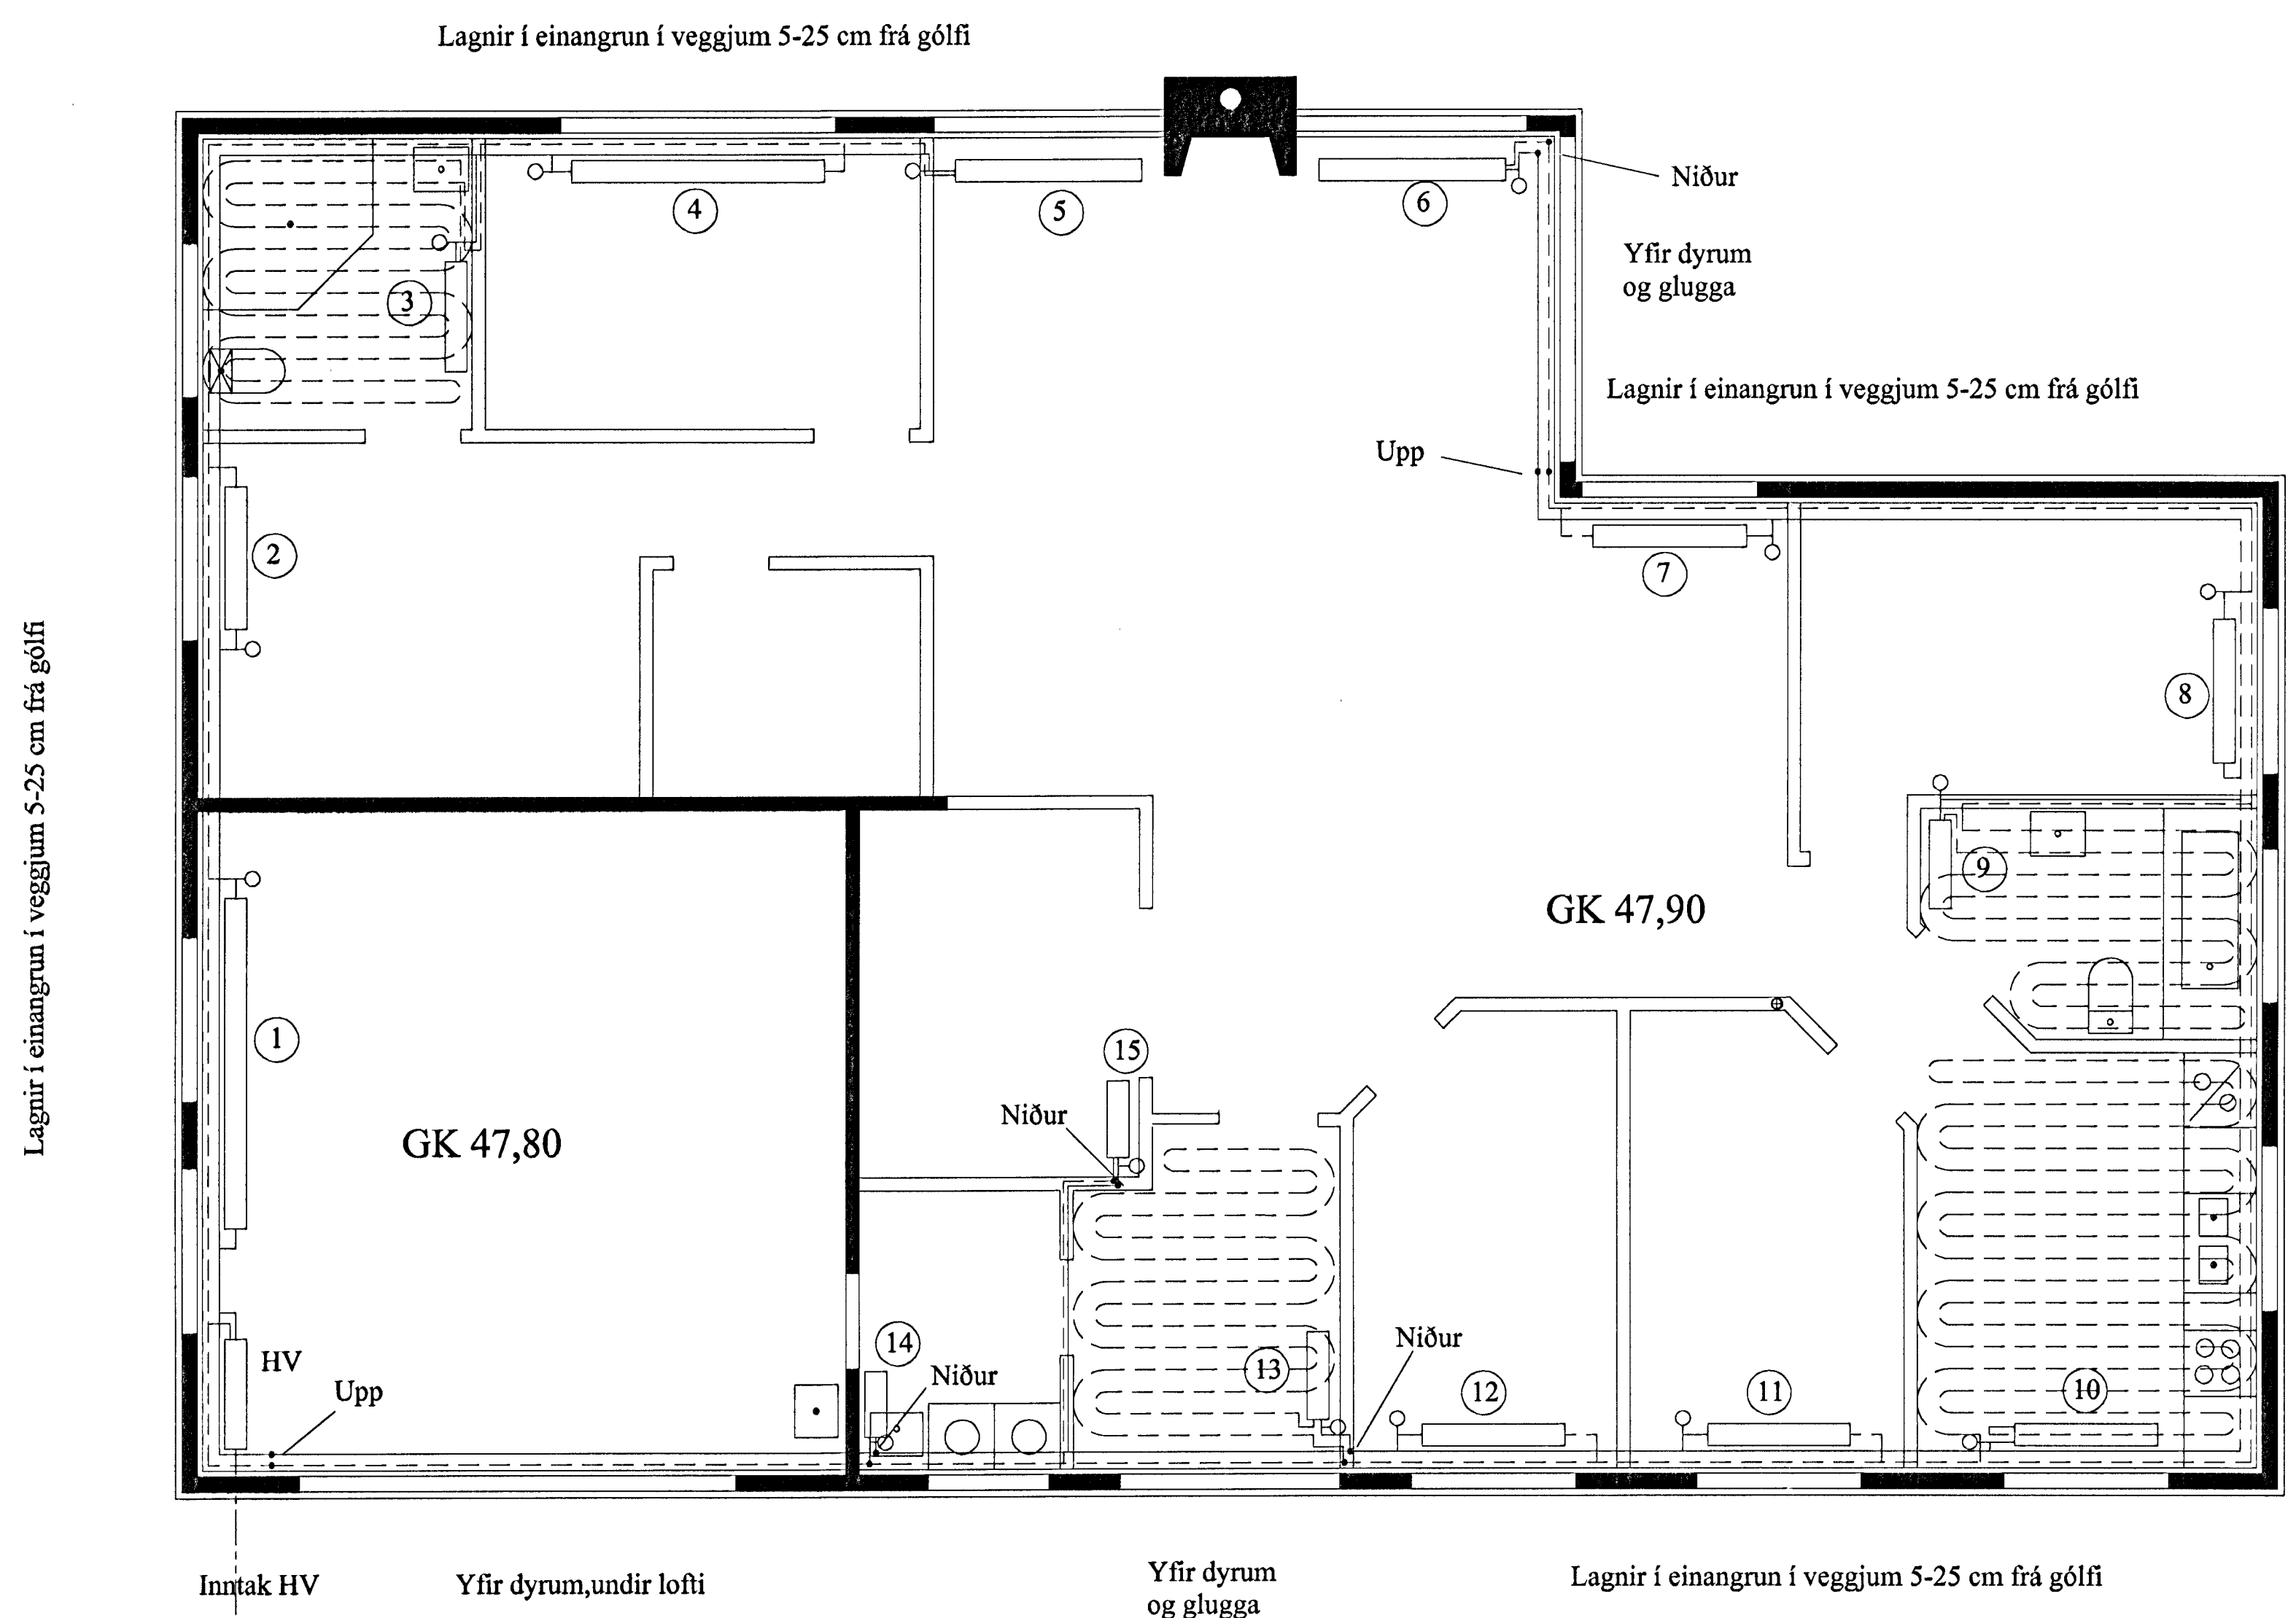 Lagnir í einangrun í veggjum 5-25 cm frá gólfi
Niður
4
5
6
Yfir dyrum
og glugga
3
Lagnir í einangrun í veggjum 5-25 cm frá gólfi
Upp
2
7
Lagnir í einangrun í veggjum 5-25 cm frá gólfi
8
9
GK 47,90
1
15
Niður
GK 47,80
14
Niður
13
Niður
12
11
10
HV
Upp
Inntak HV
Yfir dyrum,undir lofti
Yfir dyrum
og glugga
Lagnir í einangrun í veggjum 5-25 cm frá gólfi